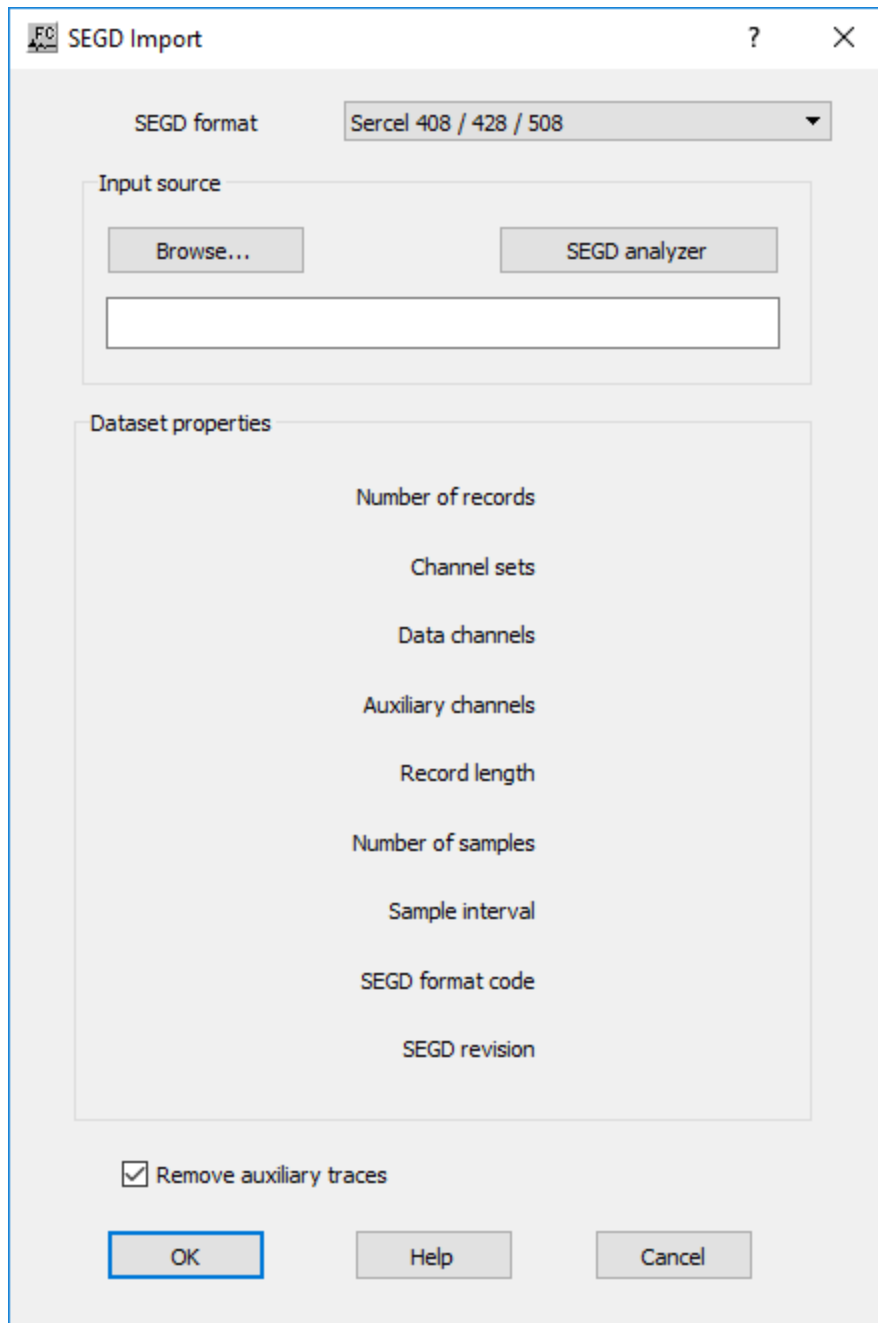 FC SEGD Import ?
SEGD format Sercel 408 / 428 / 508
Input source
Browse... SEGD analyzer
Dataset properties
Number of records
Channel sets
Data channels
Auxiliary channels
Record length
Number of samples
Sample interval
SEGD format code
SEGD revision
Remove auxiliary traces
OK Help Cancel